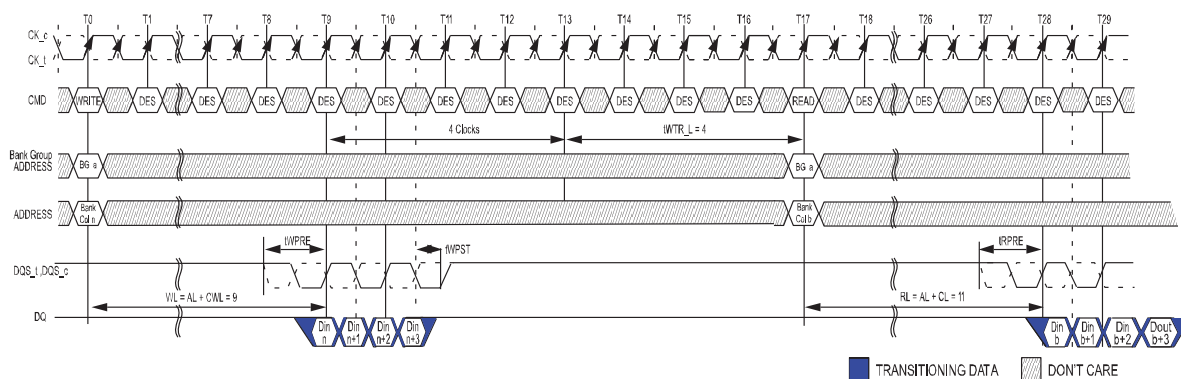 T0 T1 T7 T8 T9 T10 T11 T12 T13 T14 T15 T16 T17 T18 T26 T27 T28 T29
CK_c
CK_t
CMD WRITE DES DES DES DES DES DES DES DES DES DES DES READ DES DES DES DES DES
4 Clocks tWTR_L = 4
Bank Group
ADDRESS BG a BG a
ADDRESS Bank Col n Bank Col b
tWPRE tWPST tRPRE
DQS_t ,DQS_c
WL = AL + CWL = 9 RL = AL + CL = 11
DQ Din n Din n+1 Din n+2 Din n+3 Din b Din b+1 Din b+2 Dout b+3
TRANSITIONING DATA DON'T CARE